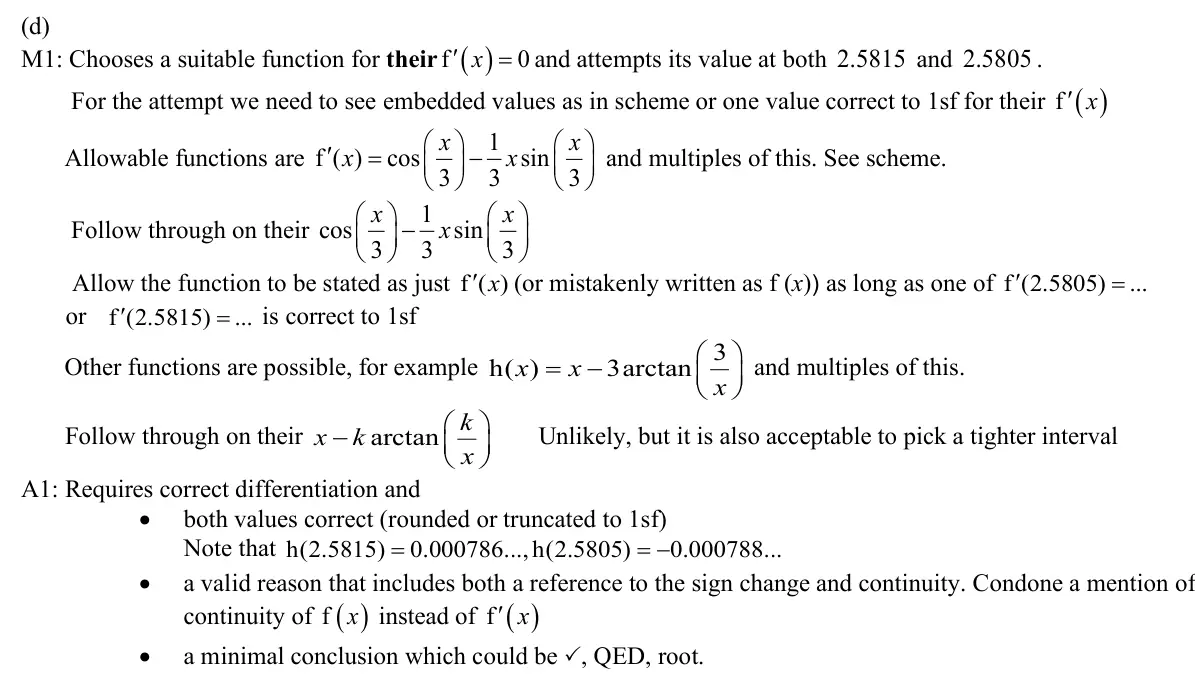 (d)
M1: Chooses a suitable function for their f′(x) = 0 and attempts its value at both 2.5815 and 2.5805 .
For the attempt we need to see embedded values as in scheme or one value correct to 1sf for their f′(x)
Allowable functions are f′(x) = cos(x/3) − 1/3 x sin(x/3) and multiples of this. See scheme.
Follow through on their cos(x/3) − 1/3 x sin(x/3)
Allow the function to be stated as just f′(x) (or mistakenly written as f (x)) as long as one of f′(2.5805) = ...
or f′(2.5815) = ... is correct to 1sf
Other functions are possible, for example h(x) = x − 3 arctan(3/x) and multiples of this.
Follow through on their x − k arctan(k/x) Unlikely, but it is also acceptable to pick a tighter interval
A1: Requires correct differentiation and
• both values correct (rounded or truncated to 1sf)
Note that h(2.5815) = 0.000786..., h(2.5805) = −0.000788...
• a valid reason that includes both a reference to the sign change and continuity. Condone a mention of
continuity of f(x) instead of f′(x)
• a minimal conclusion which could be ✓, QED, root.